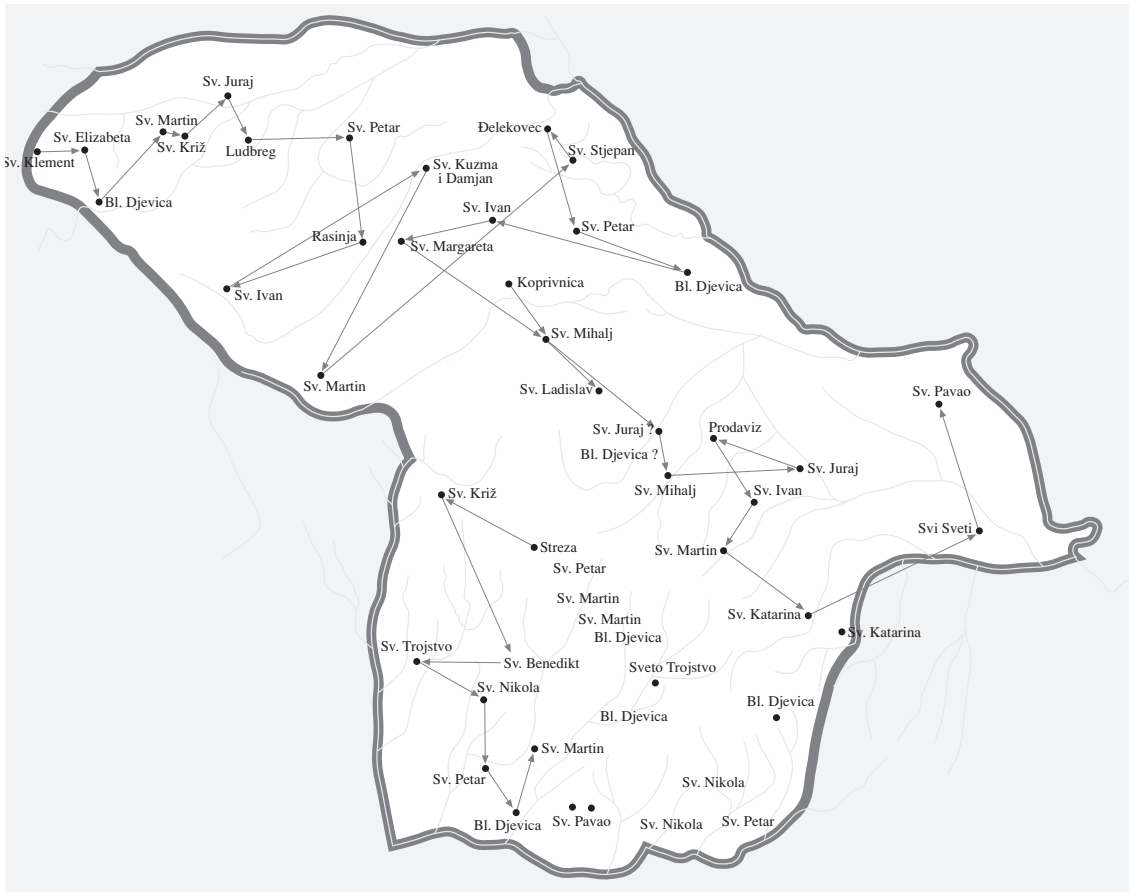 Sv. Juraj
Sv. Martin
Sv. Petar
Đelekovec
Sv. Elizabeta
Sv. Križ
Ludbreg
Sv. Stjepan
Sv. Klement
Sv. Kuzma
i Damjan
Bl. Djevica
Sv. Ivan
Sv. Petar
Rasinja
Sv. Margareta
Koprivnica
Bl. Djevica
Sv. Ivan
Sv. Mihalj
Sv. Martin
Sv. Ladislav
Sv. Pavao
Sv. Juraj ?
Prodaviz
Bl. Djevica ?
Sv. Juraj
Sv. Križ
Sv. Mihalj
Sv. Ivan
Svi Sveti
Streza
Sv. Martin
Sv. Petar
Sv. Martin
Sv. Martin
Sv. Katarina
Bl. Djevica
Sv. Katarina
Sv. Trojstvo
Sv. Benedikt
Sveto Trojstvo
Sv. Nikola
Bl. Djevica
Bl. Djevica
Sv. Martin
Sv. Petar
Sv. Nikola
Bl. Djevica
Sv. Pavao
Sv. Nikola
Sv. Petar